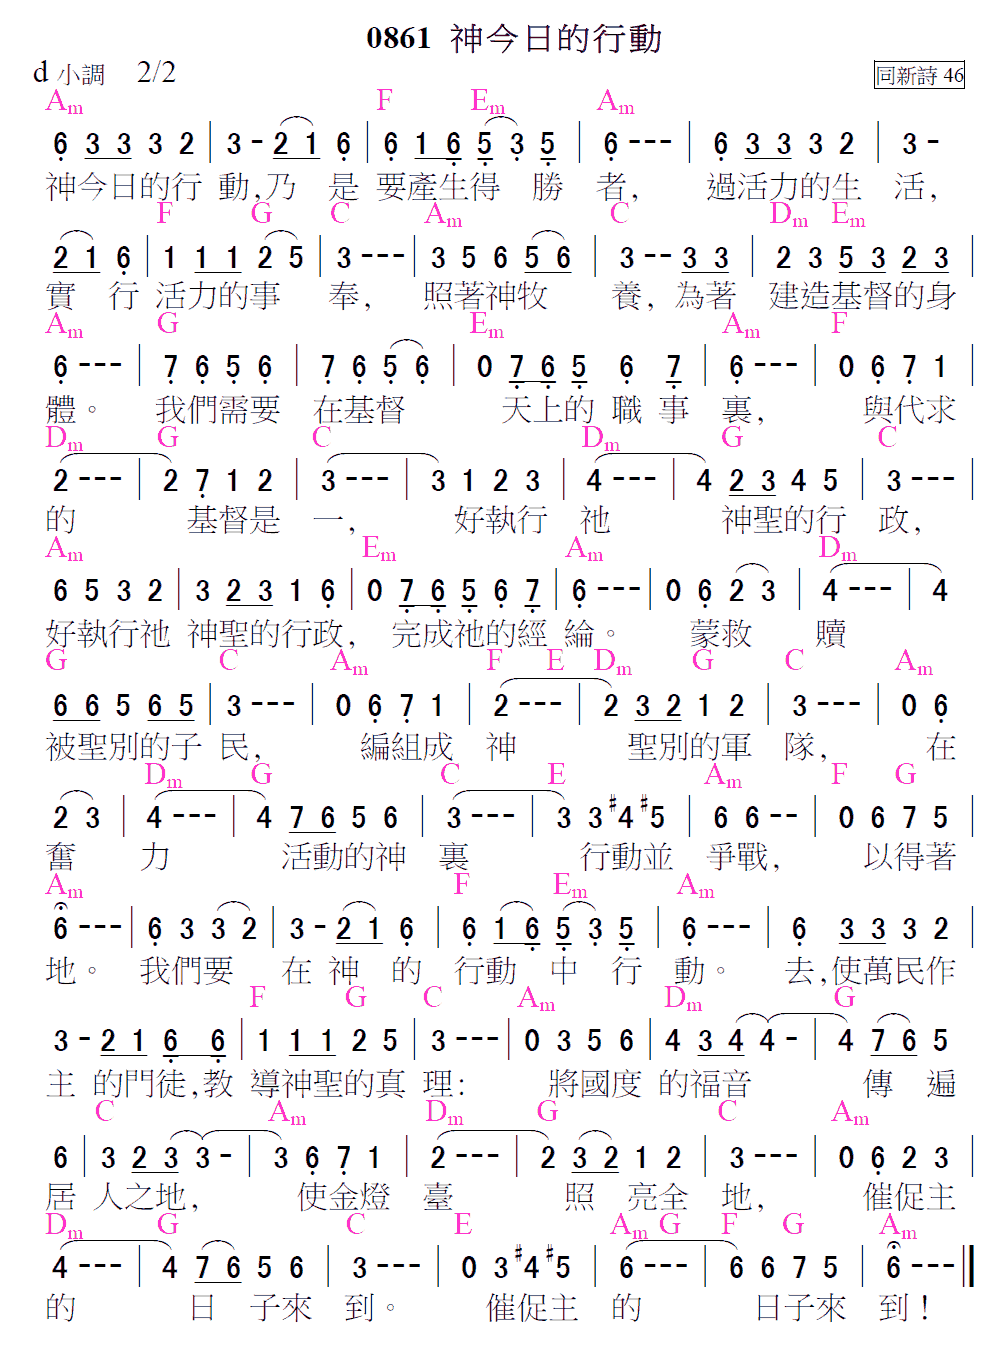 0861 神今日的行動
d 小調 2/2 同新詩 46
Am F Em Am
6 3 3 3 2 | 3 - 2 1 6 | 6 1 6 5 3 5 | 6 - - - | 6 3 3 3 2 | 3 -
神今日的行 動,乃 是 要產生得 勝 者, 過活力的生 活,
F G C Am C Dm Em
2 1 6 | 1 1 1 2 5 | 3 - - - | 3 5 6 5 6 | 3 - - 3 3 | 2 3 5 3 2 3 |
實 行 活力的事 奉, 照著神牧 養, 為著 建造基督的身
Am G Em Am F
6 - - - | 7 6 5 6 | 7 6 5 6 | 0 7 6 5 6 7 | 6 - - - | 0 6 7 1 |
體。 我們需要 在基督 天上的 職 事 裏, 與代求
Dm G C Dm G C
2 - - - | 2 7 1 2 | 3 - - - | 3 1 2 3 | 4 - - - | 4 2 3 4 5 | 3 - - - |
的 基督是 一, 好執行 祂 神聖的行 政,
Am Em Am Dm
6 5 3 2 | 3 2 3 1 6 | 0 7 6 5 6 7 | 6 - - - | 0 6 2 3 | 4 - - - | 4
好執行祂 神聖的行政, 完成祂的經 綸。 蒙救 贖
G C Am F E Dm G C Am
6 6 5 6 5 | 3 - - - | 0 6 7 1 | 2 - - - | 2 3 2 1 2 | 3 - - - | 0 6
被聖別的子 民, 編組成 神 聖別的軍 隊, 在
Dm G C E Am F G
2 3 | 4 - - - | 4 7 6 5 6 | 3 - - - | 3 3 #4 #5 | 6 6 - - | 0 6 7 5 |
奮 力 活動的神 裏 行動並 爭戰, 以得著
Am F Em Am
6 - - - | 6 3 3 2 | 3 - 2 1 6 | 6 1 6 5 3 5 | 6 - - - | 6 3 3 3 2 |
地。 我們要 在 神 的 行動 中 行 動。 去,使萬民作
F G C Am Dm G
3 - 2 1 6 6 | 1 1 1 2 5 | 3 - - - | 0 3 5 6 | 4 3 4 4 - | 4 7 6 5
主 的門徒,教 導神聖的真 理: 將國度 的福音 傳 遍
C Am Dm G C Am
6 | 3 2 3 3 - | 3 6 7 1 | 2 - - - | 2 3 2 1 2 | 3 - - - | 0 6 2 3 |
居 人之地, 使金燈 臺 照 亮全 地, 催促主
Dm G C E Am G F G Am
4 - - - | 4 7 6 5 6 | 3 - - - | 0 3 #4 #5 | 6 - - - | 6 6 7 5 | 6 - - - ||
的 日 子來 到。 催促主 的 日子來 到！